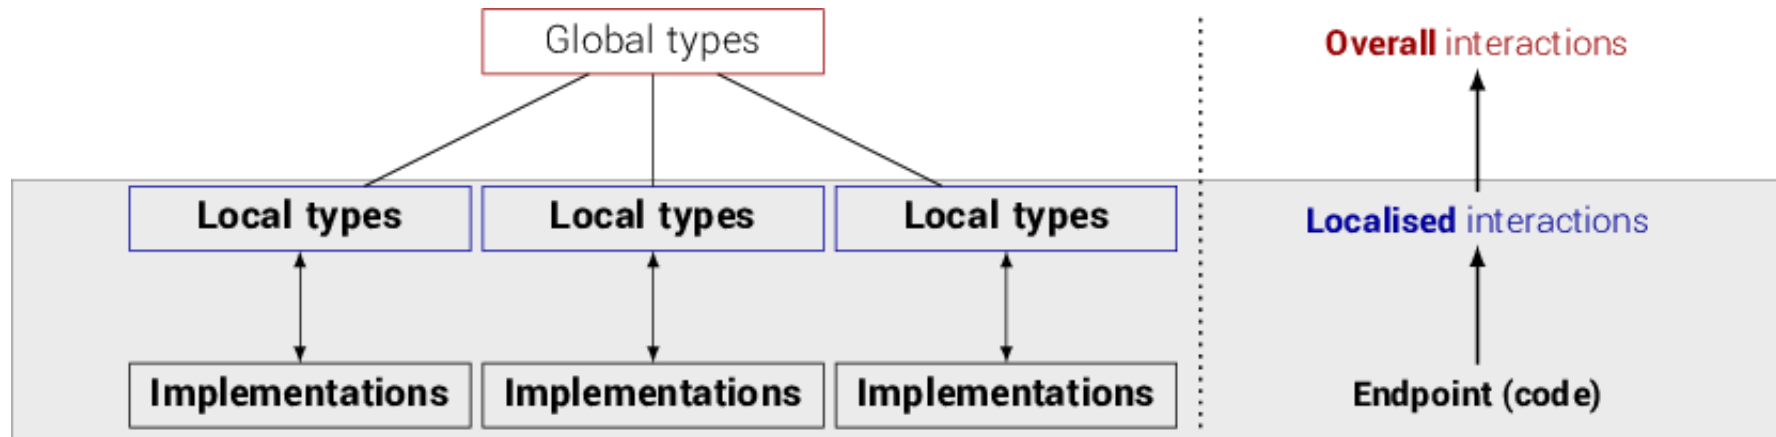 Global types
Overall interactions
Local types
Local types
Local types
Localised interactions
Implementations
Implementations
Implementations
Endpoint (code)